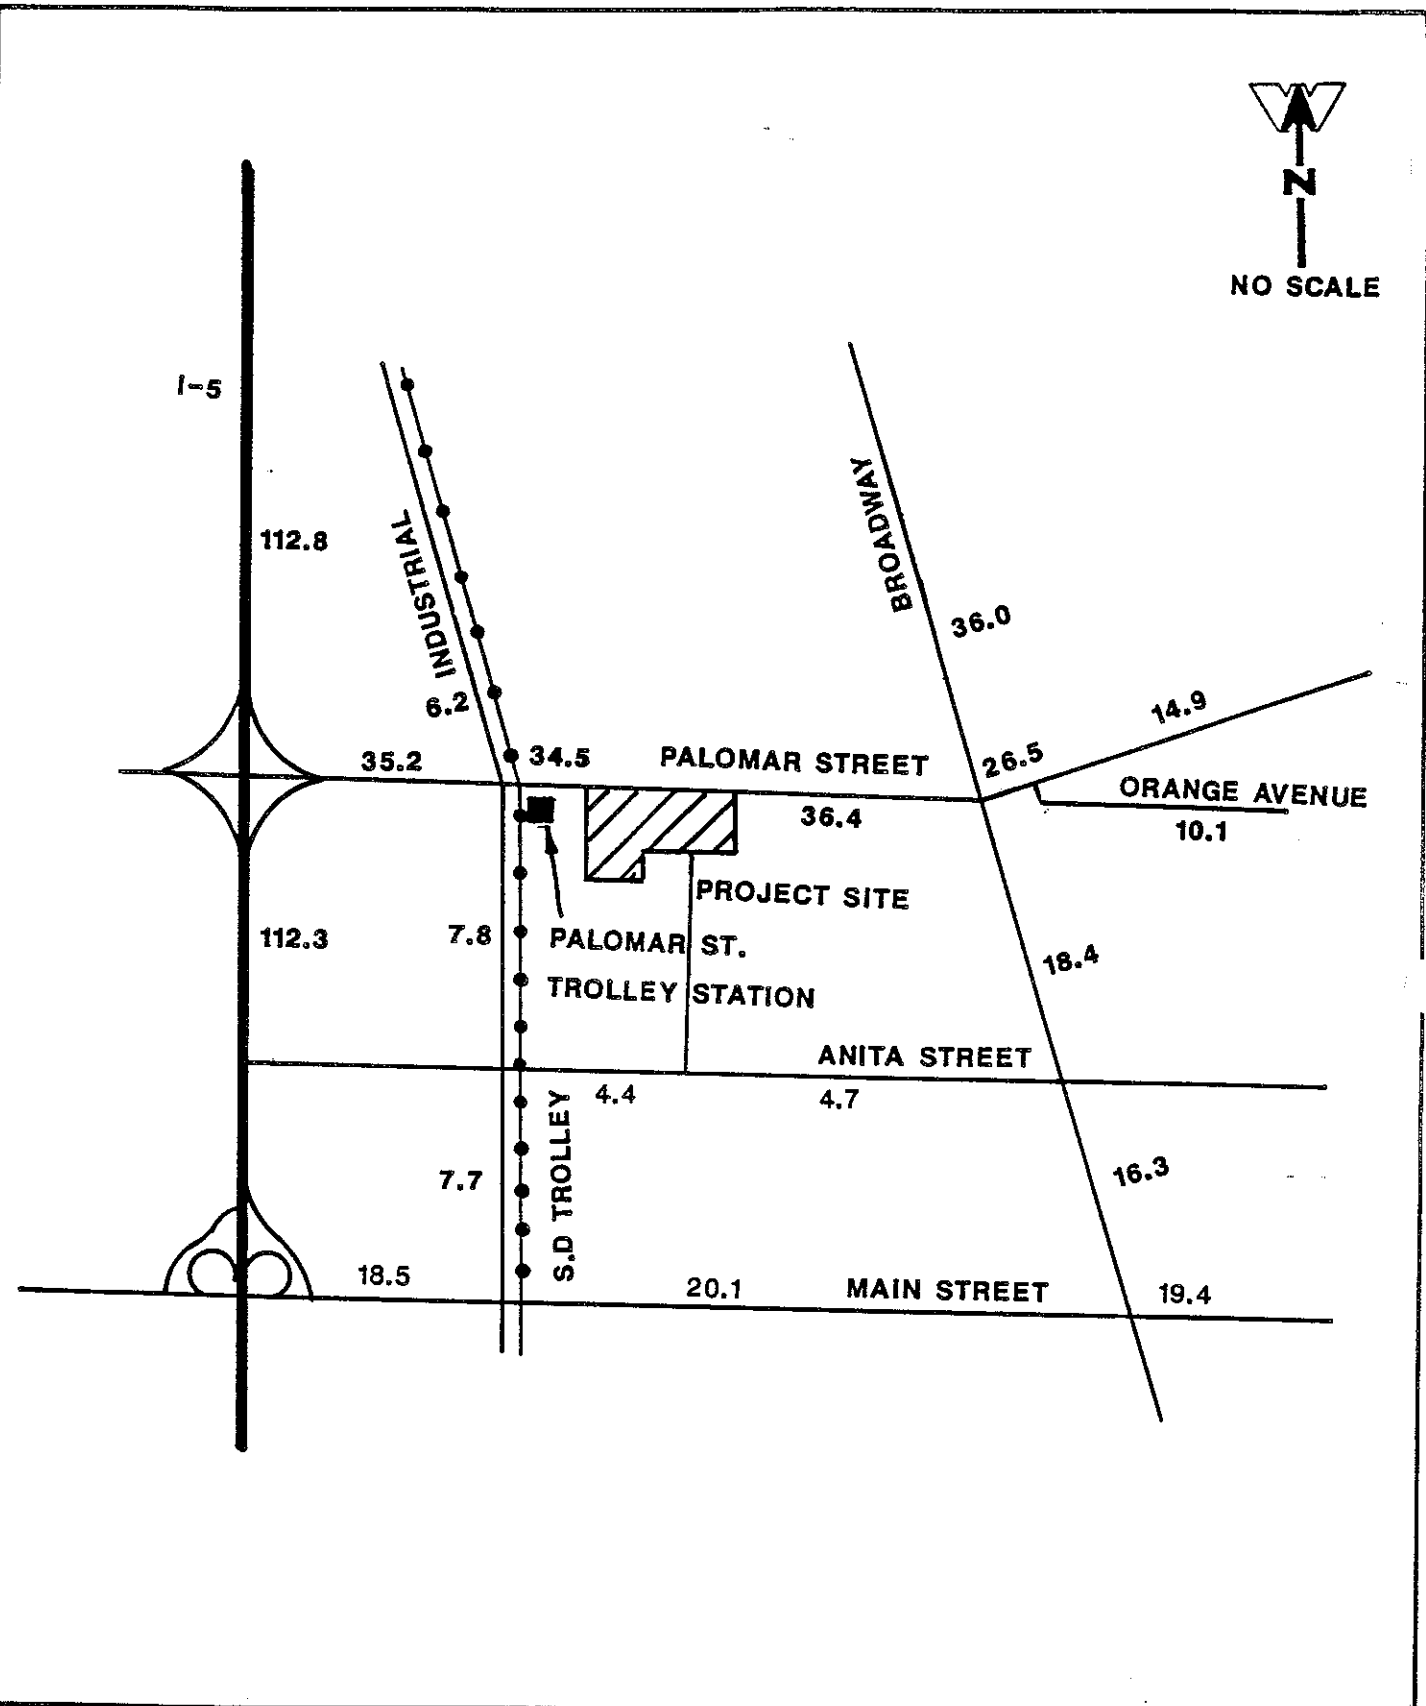 N
NO SCALE
I-5
112.8
INDUSTRIAL
BROADWAY
36.0
6.2
14.9
35.2
34.5
PALOMAR STREET
26.5
ORANGE AVENUE
36.4
10.1
PROJECT SITE
112.3
7.8
PALOMAR ST.
TROLLEY STATION
18.4
ANITA STREET
4.4
4.7
S.D TROLLEY
7.7
16.3
18.5
20.1
MAIN STREET
19.4